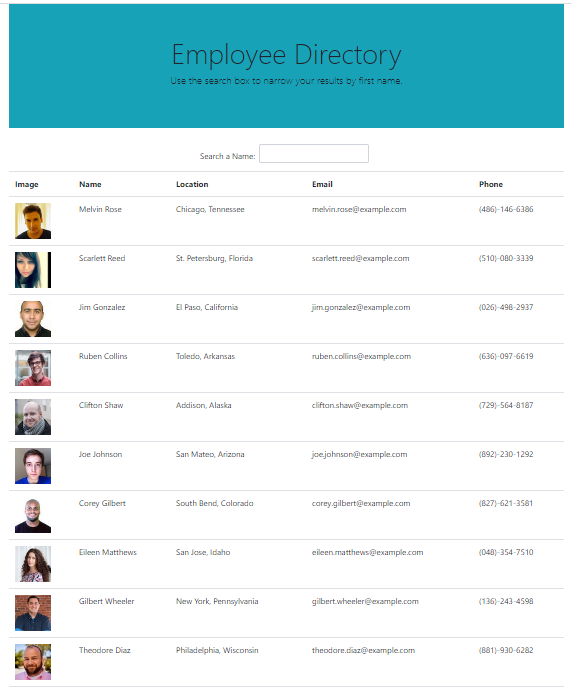 Employee Directory
Use the search box to narrow your results by first name.
Search a Name:
Image Name Location Email Phone
Melvin Rose Chicago, Tennessee melvin.rose@example.com (486)-146-6386
Scarlett Reed St. Petersburg, Florida scarlett.reed@example.com (510)-080-3339
Jim Gonzalez El Paso, California jim.gonzalez@example.com (026)-498-2937
Ruben Collins Toledo, Arkansas ruben.collins@example.com (636)-097-6619
Clifton Shaw Addison, Alaska clifton.shaw@example.com (729)-564-8187
Joe Johnson San Mateo, Arizona joe.johnson@example.com (892)-230-1292
Corey Gilbert South Bend, Colorado corey.gilbert@example.com (827)-621-3581
Eileen Matthews San Jose, Idaho eileen.matthews@example.com (048)-354-7510
Gilbert Wheeler New York, Pennsylvania gilbert.wheeler@example.com (136)-243-4598
Theodore Diaz Philadelphia, Wisconsin theodore.diaz@example.com (881)-930-6282